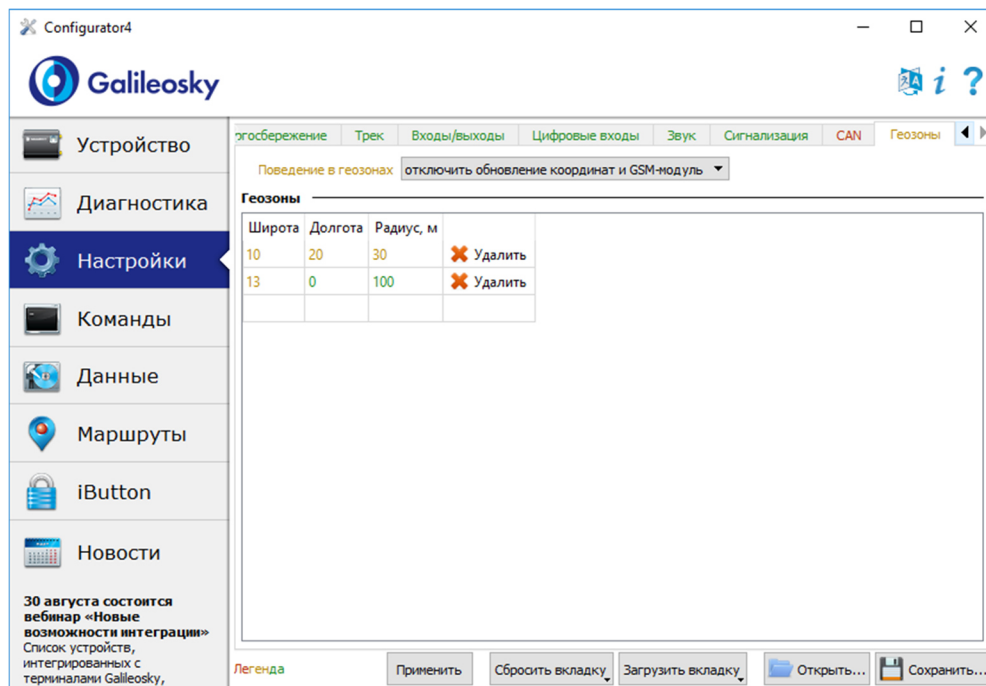 Configurator4
Galileosky
Устройство
Диагностика
Настройки
Команды
Данные
Маршруты
iButton
Новости
30 августа состоится
вебинар «Новые
возможности интеграции»
Список устройств,
интегрированных с
терминалами Galileosky,
ргосбережение Трек Входы/выходы Цифровые входы Звук Сигнализация CAN Геозоны
Поведение в геозонах отключить обновление координат и GSM-модуль
Геозоны
Широта Долгота Радиус, м
10 20 30 Удалить
13 0 100 Удалить
Легенда Применить Сбросить вкладку Загрузить вкладку Открыть... Сохранить...